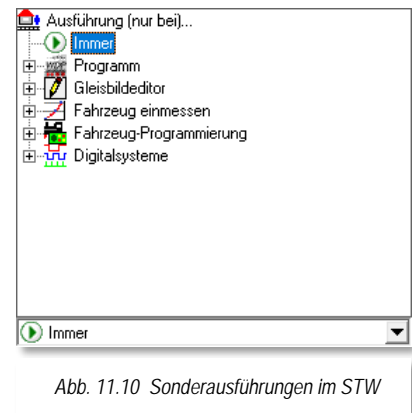 Ausführung (nur bei)...
Immer
Programm
Gleisbildeditor
Fahrzeug einmessen
Fahrzeug-Programmierung
Digitalsysteme
Immer
Abb. 11.10 Sonderausführungen im STW